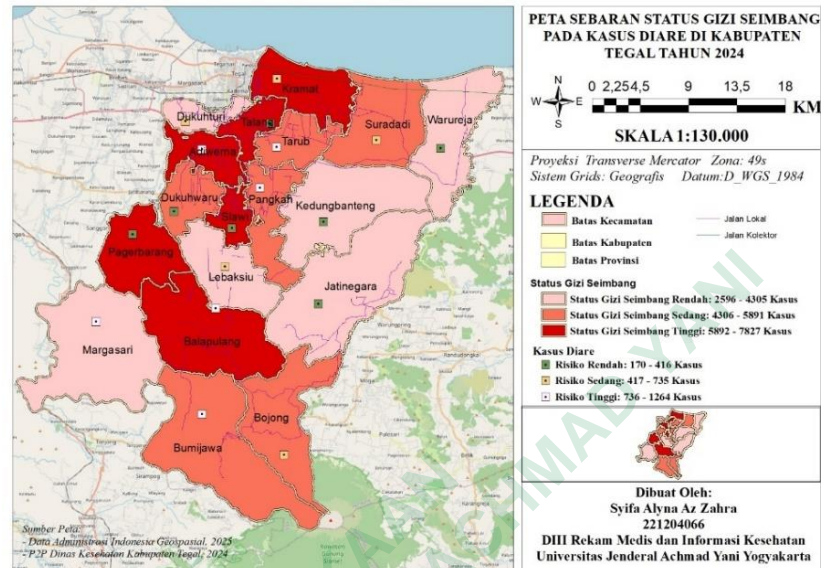 PETA SEBARAN STATUS GIZI SEIMBANG
PADA KASUS DIARE DI KABUPATEN
TEGAL TAHUN 2024
N
W E
S
0 2,25 4,5 9 13,5 18
KM
SKALA 1:130.000
Proyeksi Transverse Mercator Zona: 49s
Sistem Grids: Geografis Datum:D_WGS_1984
LEGENDA
Batas Kecamatan
Batas Kabupaten
Batas Provinsi
Jalan Lokal
Jalan Kolektor
Status Gizi Seimbang
Status Gizi Seimbang Rendah: 2596 - 4305 Kasus
Status Gizi Seimbang Sedang: 4306 - 5891 Kasus
Status Gizi Seimbang Tinggi: 5892 - 7827 Kasus
Kasus Diare
Risiko Rendah: 170 - 416 Kasus
Risiko Sedang: 417 - 735 Kasus
Risiko Tinggi: 736 - 1264 Kasus
Dibuat Oleh:
Syifa Alyna Az Zahra
221204066
DIII Rekam Medis dan Informasi Kesehatan
Universitas Jenderal Achmad Yani Yogyakarta
Kramat
Dukuhturi
Talang
Suradadi
Warureja
Adiwerna
Tarub
Dukuhwaru
Pangkah
Kedungbanteng
Slawi
Pagerbarang
Lebaksiu
Jatinegara
Margasari
Balapulang
Bojong
Bumijawa
Sumber Peta:
- Data Administrasi Indonesia Geospasial, 2025
- P2P Dinas Kesehatan Kabupaten Tegal, 2024